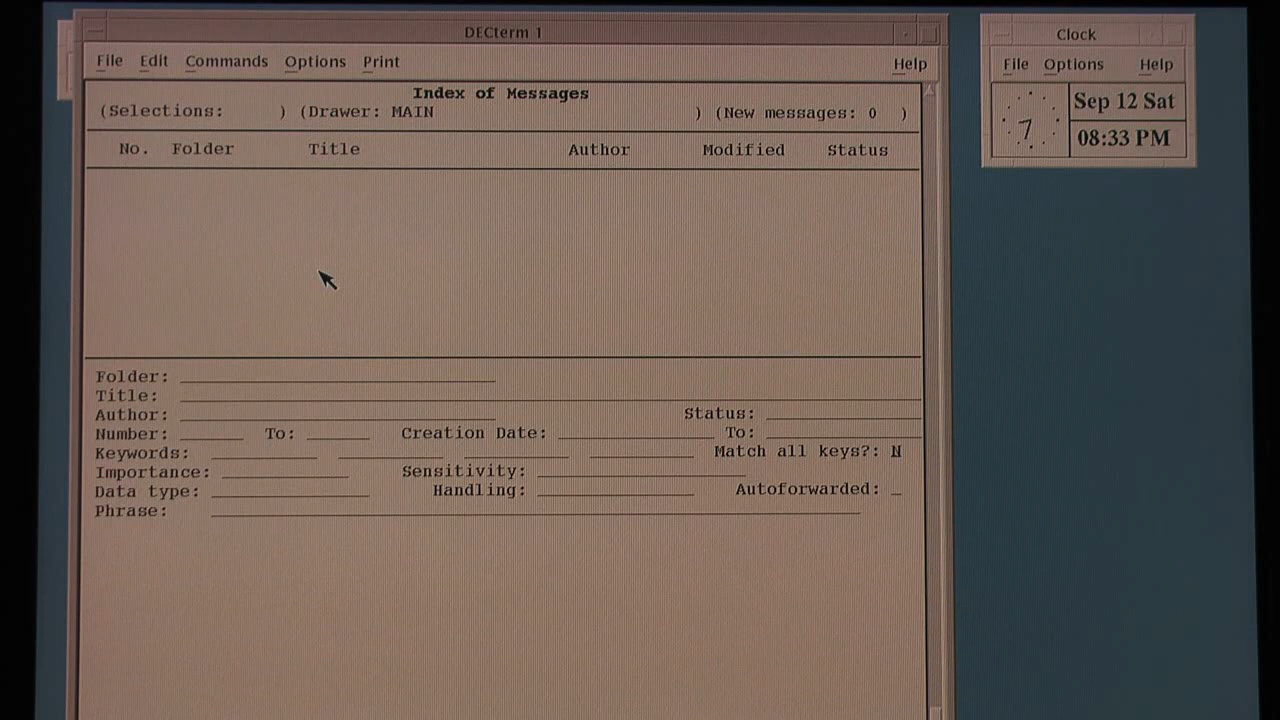 DECterm 1
File Edit Commands Options Print Help
Index of Messages
(Selections: ) (Drawer: MAIN ) (New messages: 0 )
No. Folder Title Author Modified Status
Folder:
Title:
Author: Status:
Number: To: Creation Date: To:
Keywords: Match all keys?: N
Importance: Sensitivity:
Data type: Handling: Autoforwarded:
Phrase:
Clock
File Options Help
Sep 12 Sat
08:33 PM